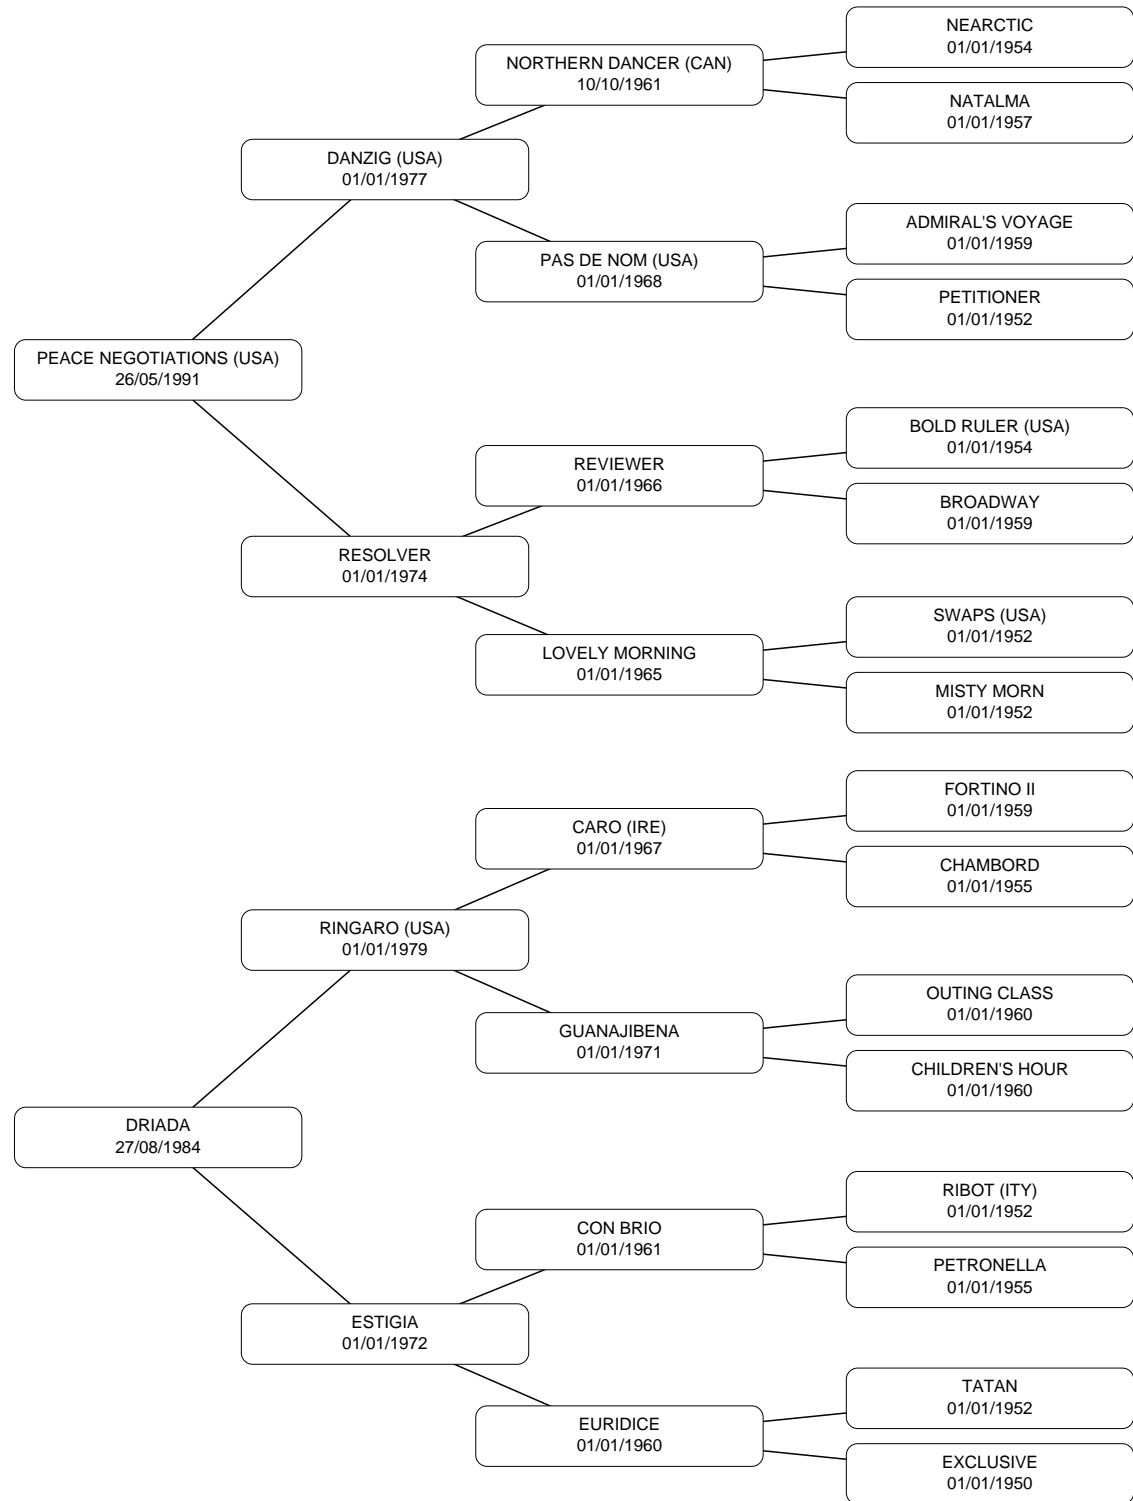 NEARCTIC
01/01/1954
NORTHERN DANCER (CAN)
10/10/1961
NATALMA
01/01/1957
DANZIG (USA)
01/01/1977
ADMIRAL'S VOYAGE
01/01/1959
PAS DE NOM (USA)
01/01/1968
PETITIONER
01/01/1952
PEACE NEGOTIATIONS (USA)
26/05/1991
BOLD RULER (USA)
01/01/1954
REVIEWER
01/01/1966
BROADWAY
01/01/1959
RESOLVER
01/01/1974
SWAPS (USA)
01/01/1952
LOVELY MORNING
01/01/1965
MISTY MORN
01/01/1952
FORTINO II
01/01/1959
CARO (IRE)
01/01/1967
CHAMBORD
01/01/1955
RINGARO (USA)
01/01/1979
OUTING CLASS
01/01/1960
GUANAJIBENA
01/01/1971
CHILDREN'S HOUR
01/01/1960
DRIADA
27/08/1984
RIBOT (ITY)
01/01/1952
CON BRIO
01/01/1961
PETRONELLA
01/01/1955
ESTIGIA
01/01/1972
TATAN
01/01/1952
EURIDICE
01/01/1960
EXCLUSIVE
01/01/1950